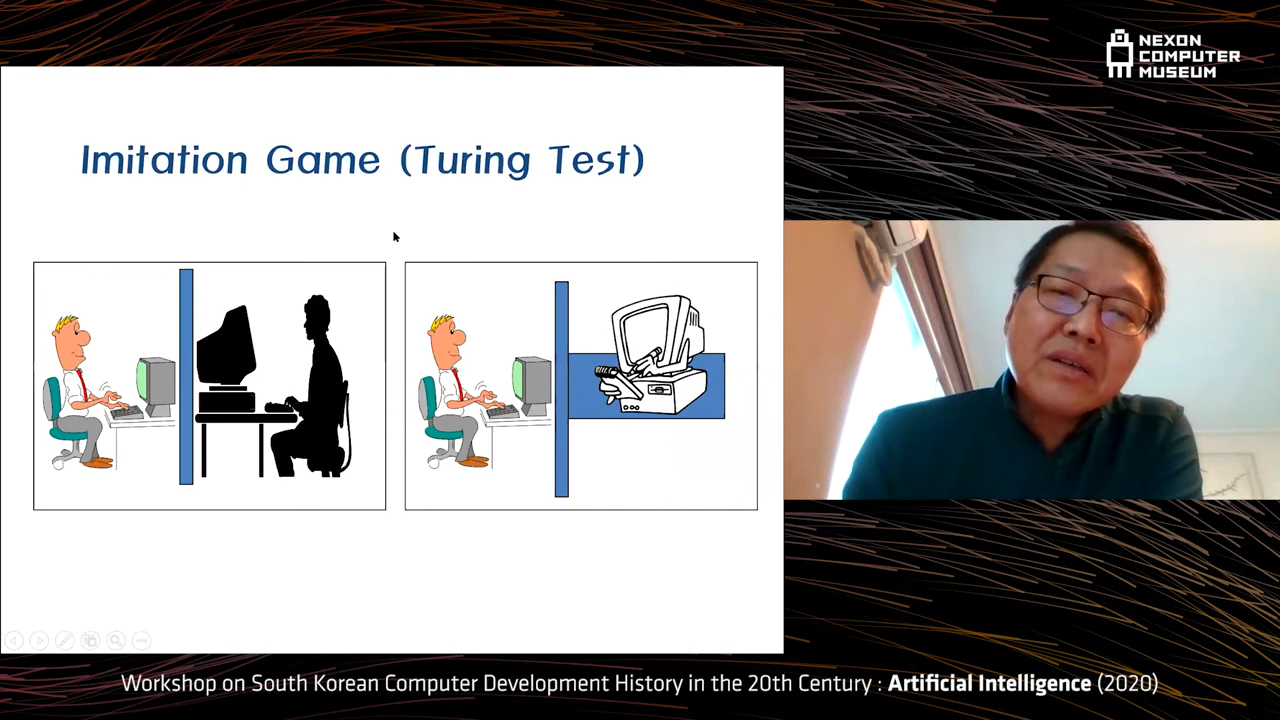 NEXON
COMPUTER
MUSEUM
Imitation Game (Turing Test)
Workshop on South Korean Computer Development History in the 20th Century : Artificial Intelligence (2020)